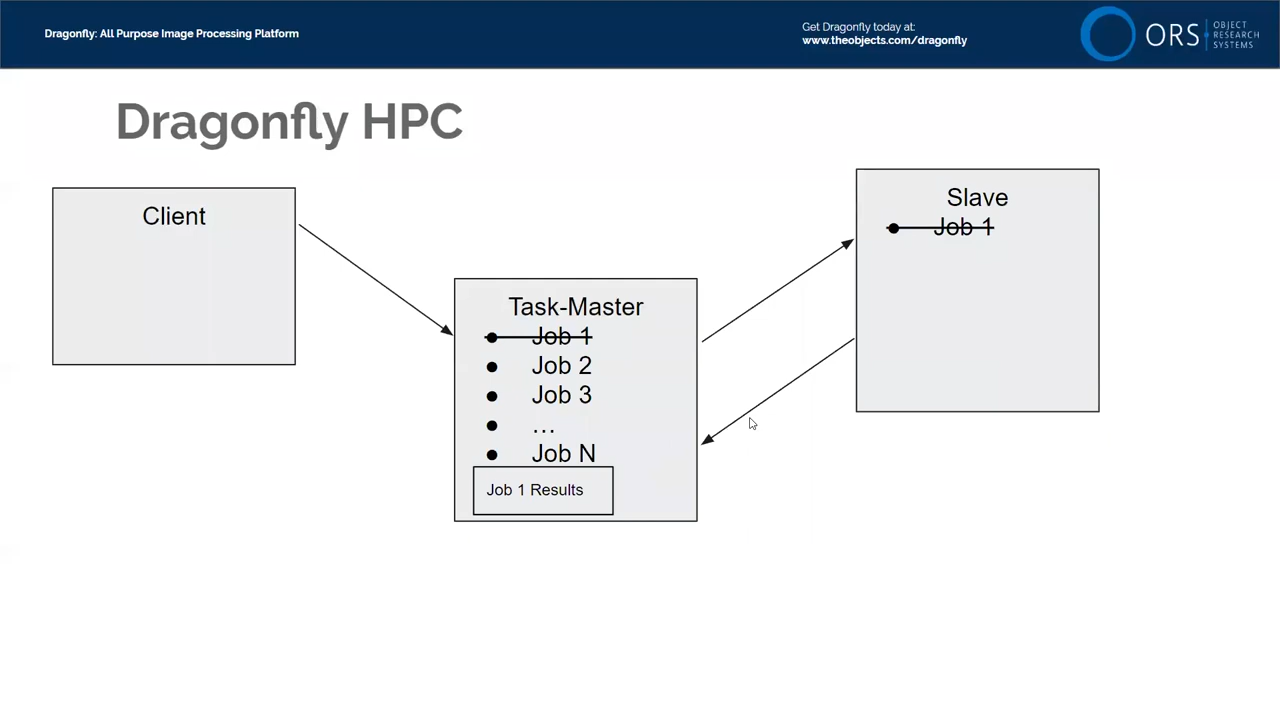 Dragonfly: All Purpose Image Processing Platform
Get Dragonfly today at:
www.theobjects.com/dragonfly
ORS
OBJECT
RESEARCH
SYSTEMS
Dragonfly HPC
Client
Task-Master
● Job 1
● Job 2
● Job 3
● …
● Job N
Job 1 Results
Slave
● Job 1